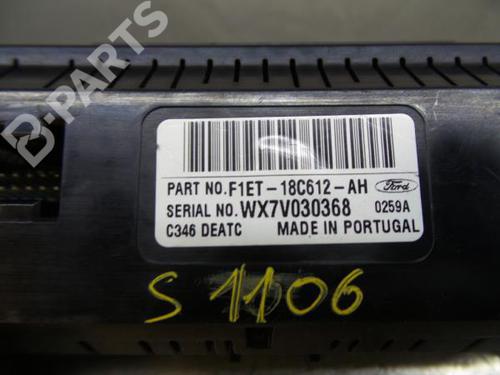 B-PARTS
PART NO. F1ET-18C612-AH Ford
SERIAL NO. WX7V030368 0259A
C346 DEATC MADE IN PORTUGAL
S 1106